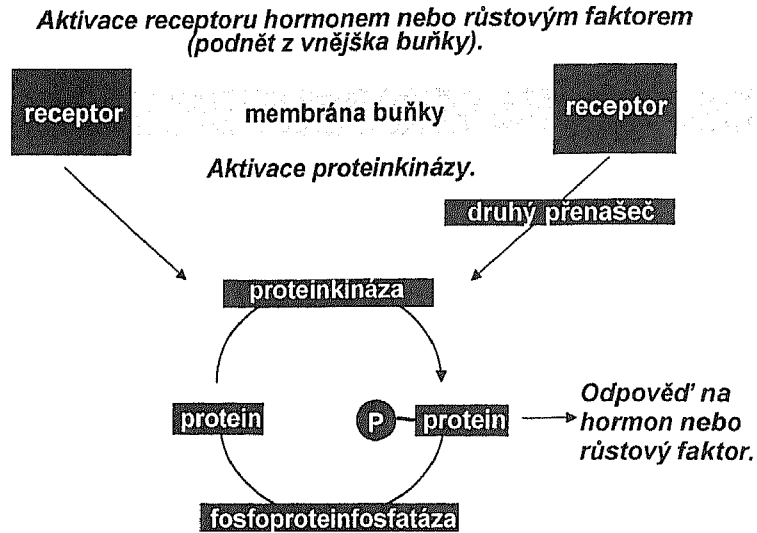 Aktivace receptoru hormonem nebo růstovým faktorem
(podnět z vnějška buňky).
receptor
membrána buňky
receptor
Aktivace proteinkinázy.
druhý přenašeč
proteinkináza
protein
P
protein
Odpověď na
hormon nebo
růstový faktor.
fosfoproteinfosfatáza